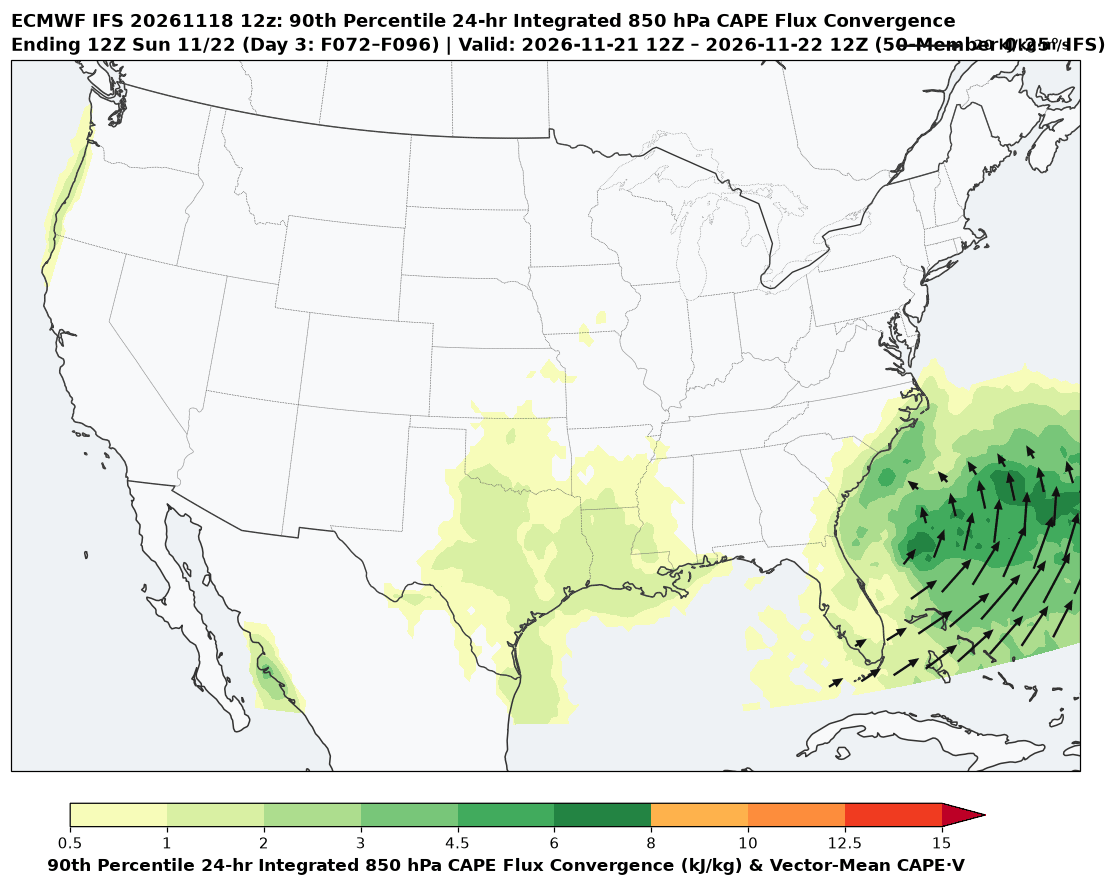 ECMWF IFS 20261118 12z: 90th Percentile 24-hr Integrated 850 hPa CAPE Flux Convergence
Ending 12Z Sun 11/22 (Day 3: F072–F096) | Valid: 2026-11-21 12Z – 2026-11-22 12Z (50-Member 0.25° IFS)
0.5 1 2 3 4.5 6 8 10 12.5 15
90th Percentile 24-hr Integrated 850 hPa CAPE Flux Convergence (kJ/kg) & Vector-Mean CAPE·V